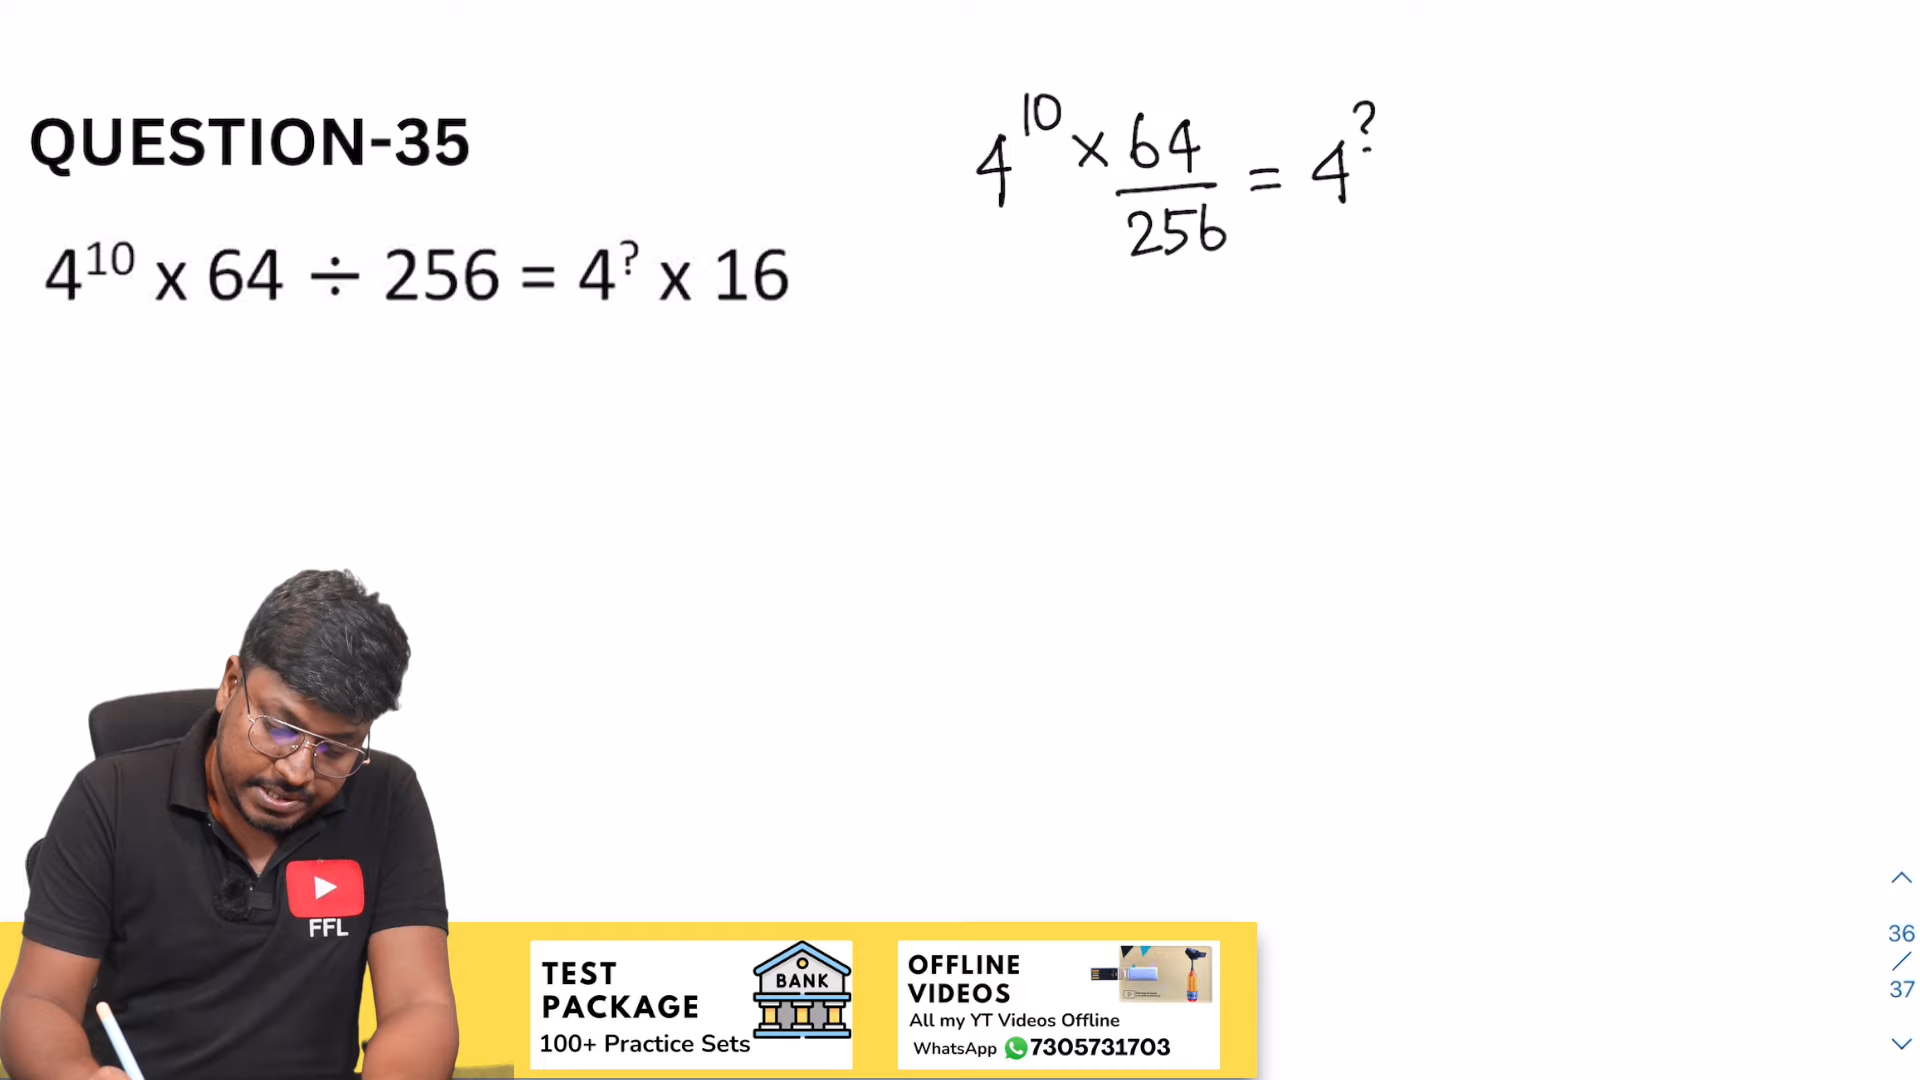 QUESTION-35
4¹⁰ x 64 ÷ 256 = 4^? x 16
4¹⁰ × 64/256 = 4^?
FFL
TEST
PACKAGE
100+ Practice Sets
BANK
OFFLINE
VIDEOS
All my YT Videos Offline
WhatsApp 7305731703
36
/
37